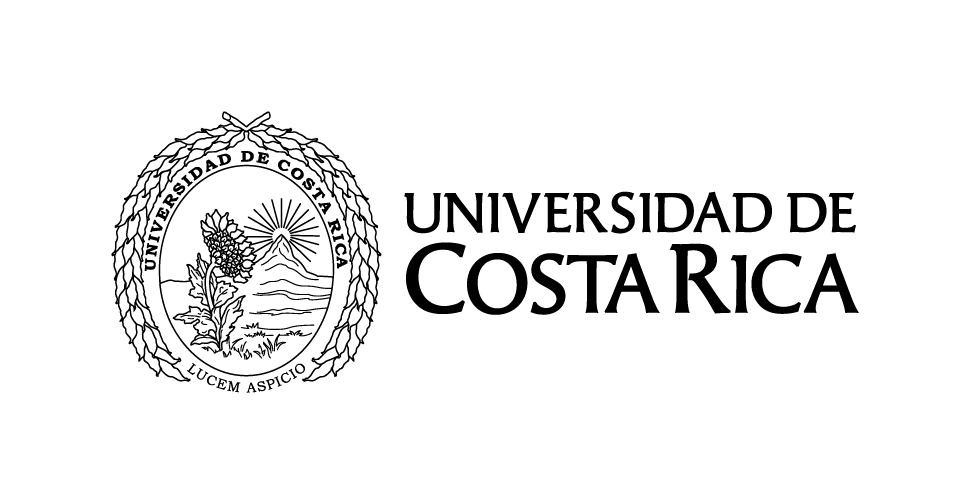 UNIVERSIDAD DE COSTA RICA
LUCEM ASPICIO
UNIVERSIDAD DE
COSTA RICA